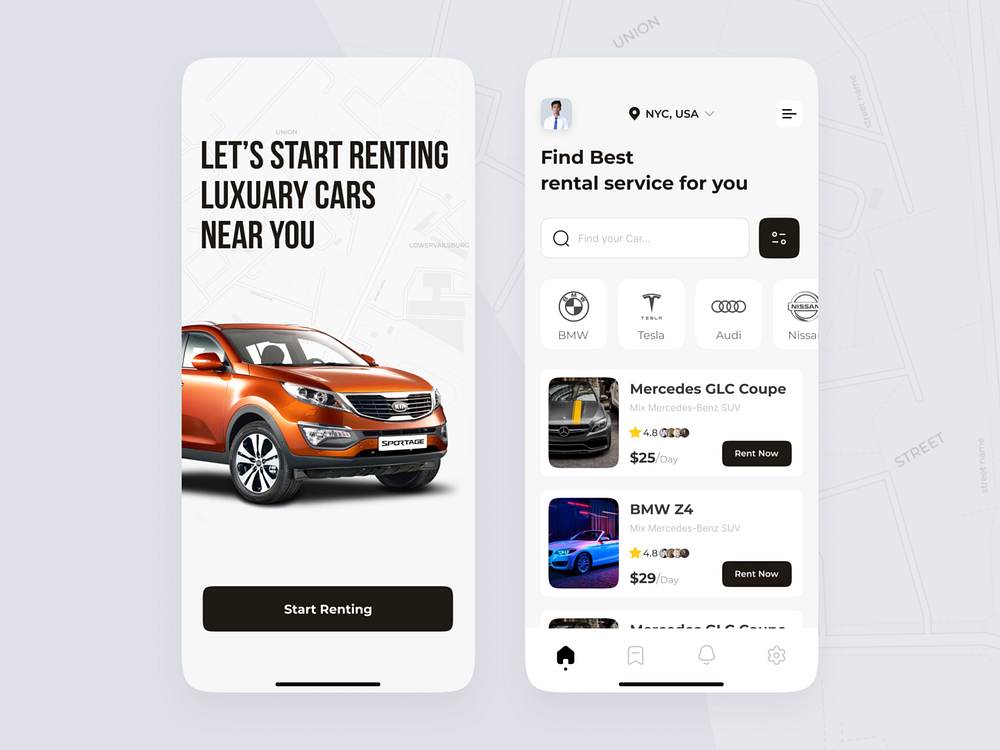 UNION
Street name
STREET
street name
UNION
LET'S START RENTING
LUXUARY CARS
NEAR YOU
LOWERVAILSBURG
KIA
SPORTAGE
Start Renting
NYC, USA
Find Best
rental service for you
Find your Car...
BMW
TESLA
NISSAN
BMW
Tesla
Audi
Nissa
Mercedes GLC Coupe
Mix Mercedes-Benz SUV
4.8
$25/Day
Rent Now
BMW Z4
Mix Mercedes-Benz SUV
4.8
$29/Day
Rent Now
Mercedes GLC Coupe